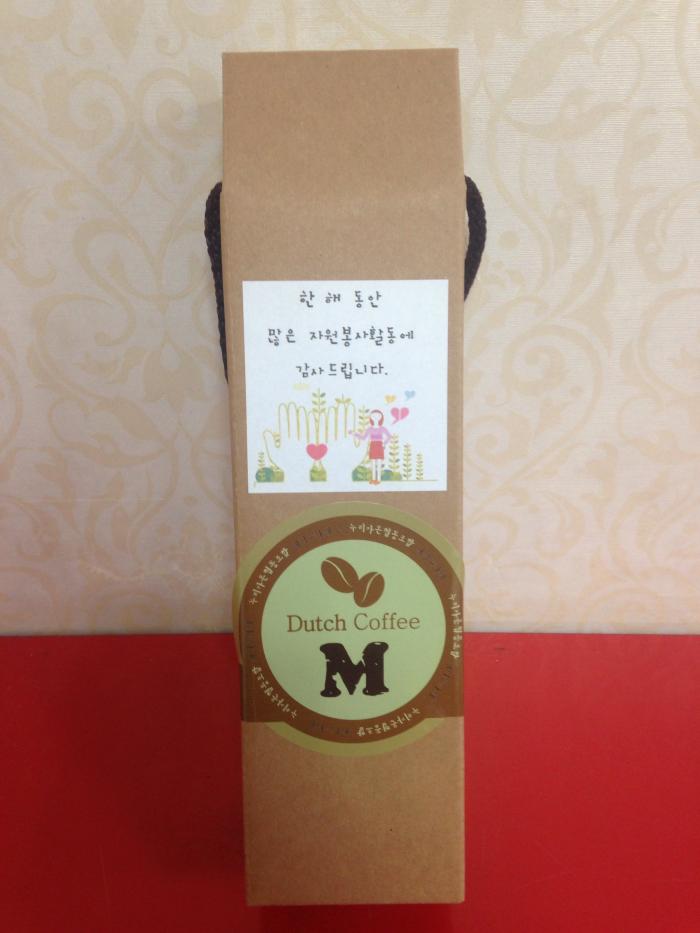 한 해 동안
많은 자원봉사활동에
감사드립니다.
Dutch Coffee
M